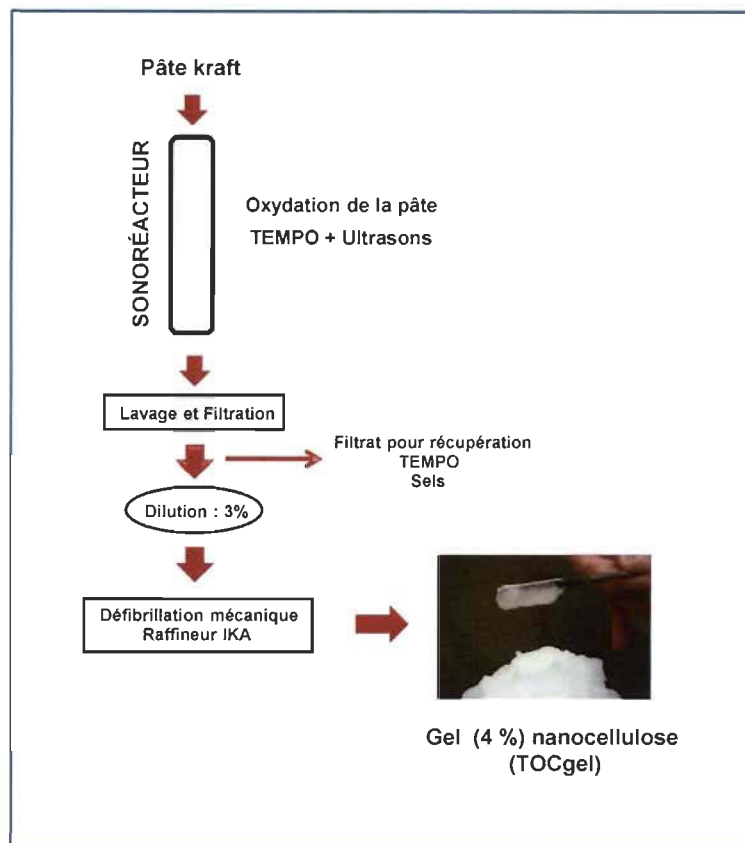 Pâte kraft
SONORÉACTEUR
Oxydation de la pâte
TEMPO + Ultrasons
Lavage et Filtration
Filtrat pour récupération
TEMPO
Sels
Dilution : 3%
Défibrillation mécanique
Raffineur IKA
Gel (4 %) nanocellulose
(TOCgel)